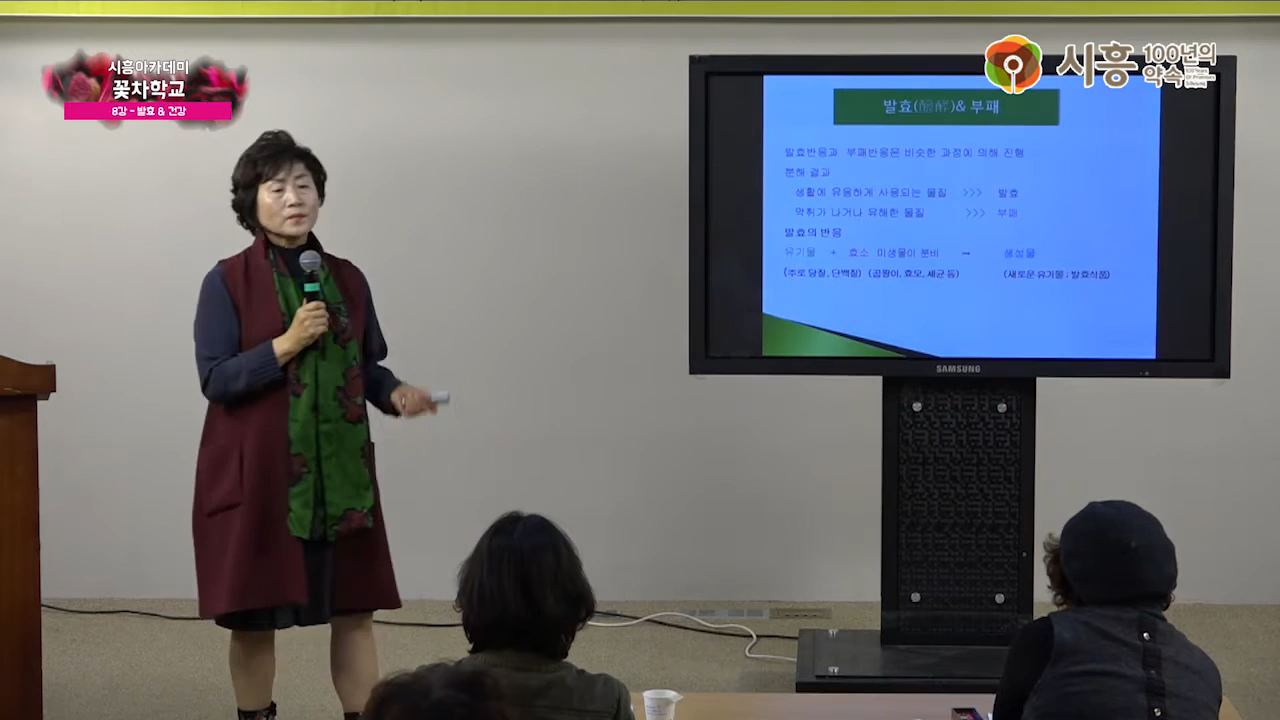 시흥아카데미
꽃차학교
8강 - 발효 & 건강
시흥 100년의 약속
발효(醱酵)& 부패
발효반응과 부패반응은 비슷한 과정에 의해 진행
분해 결과
생활에 유용하게 사용되는 물질 >>> 발효
악취가 나거나 유해한 물질 >>> 부패
발효의 반응
유기물 + 효소 미생물이 분비 → 생성물
(주로 당질, 단백질) (곰팡이, 효모, 세균 등) (새로운 유기물 ; 발효식품)
SAMSUNG